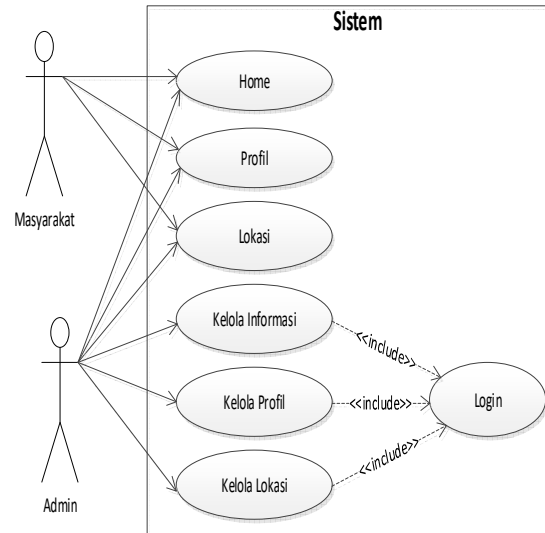 Sistem
Home
Profil
Masyarakat
Lokasi
Kelola Informasi
<<include>>
Kelola Profil
<<include>>
Login
<<include>>
Kelola Lokasi
Admin